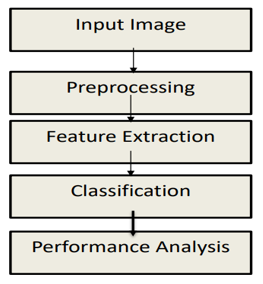 Input Image
Preprocessing
Feature Extraction
Classification
Performance Analysis